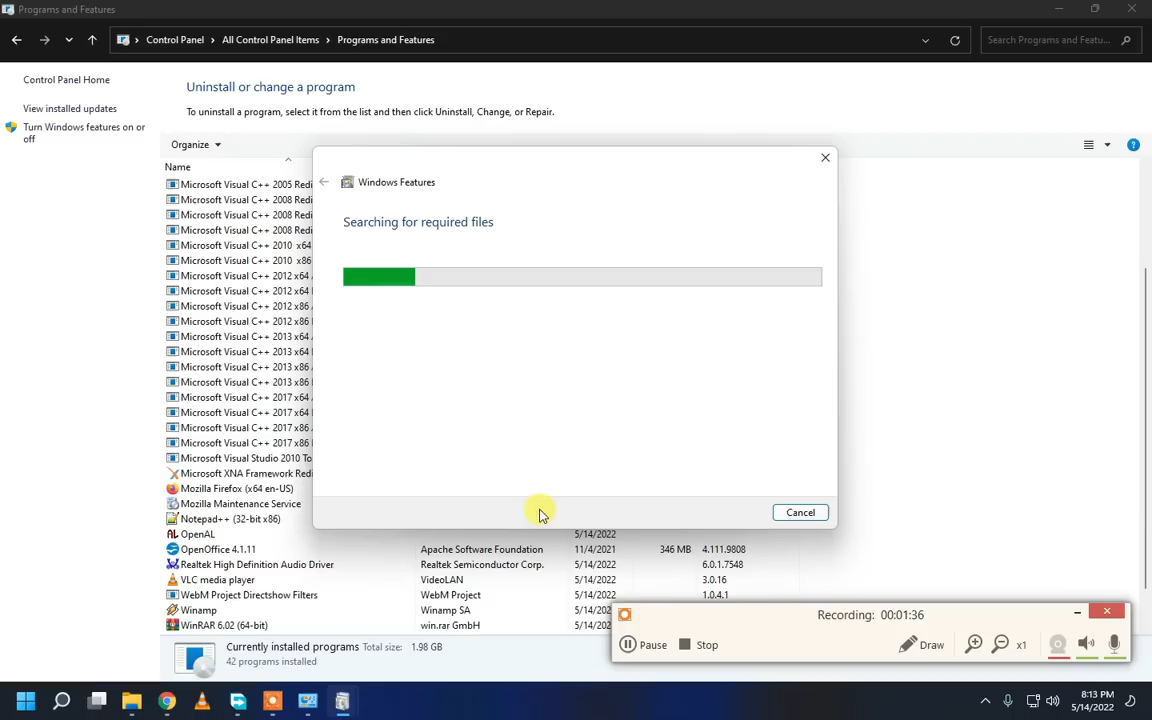 Programs and Features
Control Panel > All Control Panel Items > Programs and Features
Search Programs and Featu...
Control Panel Home
View installed updates
Turn Windows features on or
off
Uninstall or change a program
To uninstall a program, select it from the list and then click Uninstall, Change, or Repair.
Organize
Name
Microsoft Visual C++ 2005 Redi
Microsoft Visual C++ 2008 Redi
Microsoft Visual C++ 2008 Redi
Microsoft Visual C++ 2008 Redi
Microsoft Visual C++ 2010 x64
Microsoft Visual C++ 2010 x86
Microsoft Visual C++ 2012 x64
Microsoft Visual C++ 2012 x64
Microsoft Visual C++ 2012 x86
Microsoft Visual C++ 2012 x86
Microsoft Visual C++ 2013 x64
Microsoft Visual C++ 2013 x64
Microsoft Visual C++ 2013 x86
Microsoft Visual C++ 2013 x86
Microsoft Visual C++ 2017 x64
Microsoft Visual C++ 2017 x64
Microsoft Visual C++ 2017 x86
Microsoft Visual C++ 2017 x86
Microsoft Visual Studio 2010 To
Microsoft XNA Framework Redi
Mozilla Firefox (x64 en-US)
Mozilla Maintenance Service
Notepad++ (32-bit x86)
OpenAL 5/14/2022
OpenOffice 4.1.11 Apache Software Foundation 11/4/2021 346 MB 4.111.9808
Realtek High Definition Audio Driver Realtek Semiconductor Corp. 5/14/2022 6.0.1.7548
VLC media player VideoLAN 5/14/2022 3.0.16
WebM Project Directshow Filters WebM Project 5/14/2022 1.0.4.1
Winamp Winamp SA 5/14/202
WinRAR 6.02 (64-bit) win.rar GmbH 5/14/202
Windows Features
Searching for required files
Cancel
Recording: 00:01:36
Pause Stop Draw x1
Currently installed programs Total size: 1.98 GB
42 programs installed
8:13 PM
5/14/2022